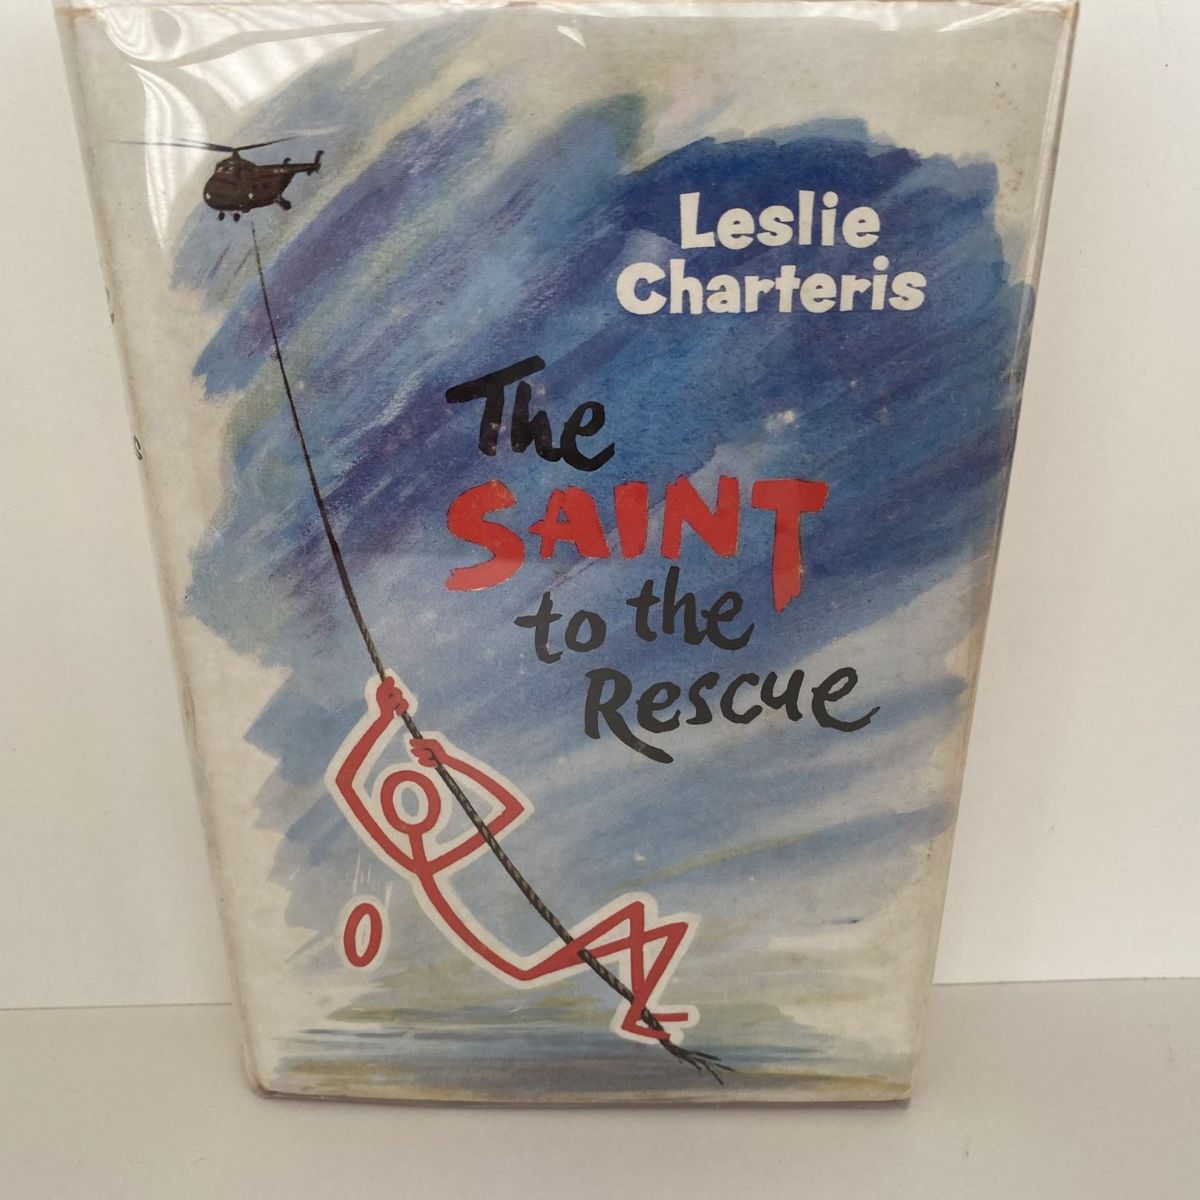 Leslie
Charteris
The
SAINT
to the
Rescue